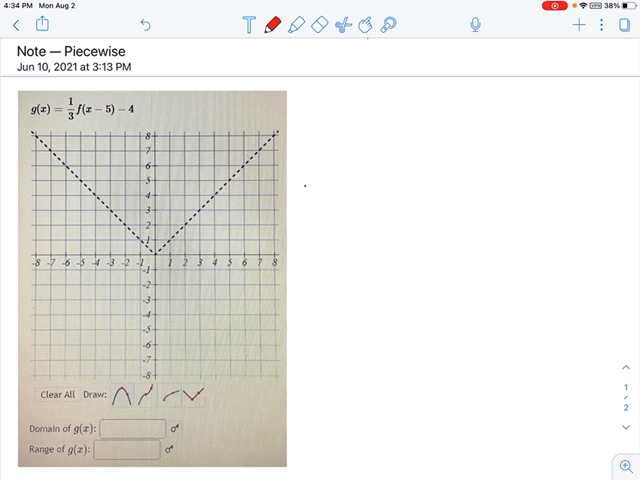 4:34 PM Mon Aug 2
VPN 38%
T
Note — Piecewise
Jun 10, 2021 at 3:13 PM
g(x) = 1/3 f(x − 5) − 4
8
7
6
5
4
3
2
1
-8 -7 -6 -5 -4 -3 -2 -1 1 2 3 4 5 6 7 8
-1
-2
-3
-4
-5
-6
-7
-8
Clear All Draw:
Domain of g(x):
Range of g(x):
1
/
2